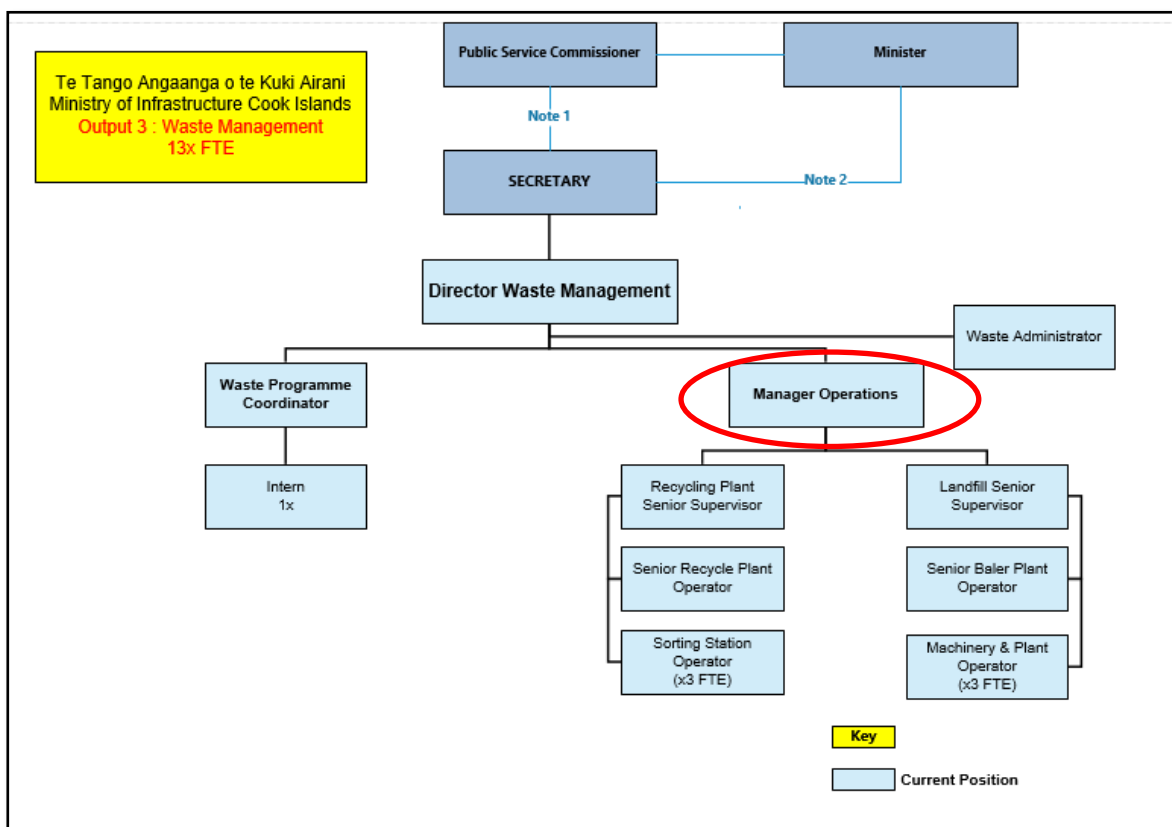 Public Service Commissioner
Minister
Te Tango Angaanga o te Kuki Airani
Ministry of Infrastructure Cook Islands
Output 3 : Waste Management
13x FTE
Note 1
SECRETARY
Note 2
Director Waste Management
Waste Administrator
Waste Programme
Coordinator
Manager Operations
Intern
1x
Recycling Plant
Senior Supervisor
Landfill Senior
Supervisor
Senior Recycle Plant
Operator
Senior Baler Plant
Operator
Sorting Station
Operator
(x3 FTE)
Machinery & Plant
Operator
(x3 FTE)
Key
Current Position